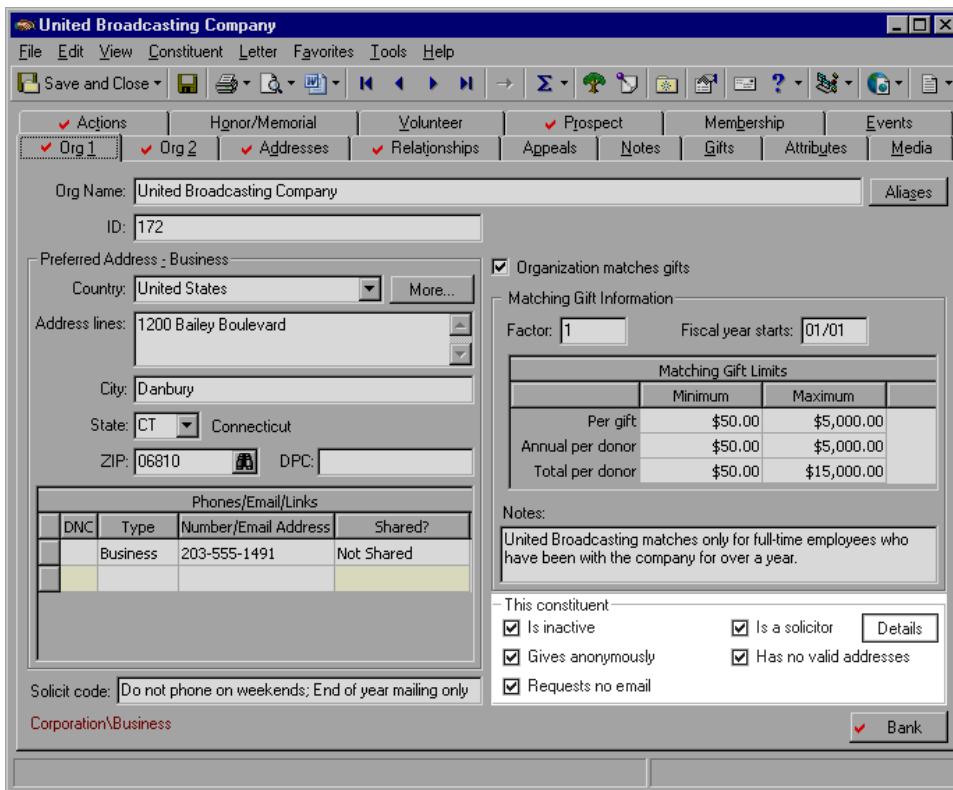 United Broadcasting Company
File Edit View Constituent Letter Favorites Tools Help
Save and Close
Actions Honor/Memorial Volunteer Prospect Membership Events
Org 1 Org 2 Addresses Relationships Appeals Notes Gifts Attributes Media
Org Name: United Broadcasting Company Aliases
ID: 172
Preferred Address - Business
Country: United States More...
Address lines: 1200 Bailey Boulevard
City: Danbury
State: CT Connecticut
ZIP: 06810 DPC:
Phones/Email/Links
DNC Type Number/Email Address Shared?
Business 203-555-1491 Not Shared
Solicit code: Do not phone on weekends; End of year mailing only
Corporation\Business
Organization matches gifts
Matching Gift Information
Factor: 1 Fiscal year starts: 01/01
Matching Gift Limits
Minimum Maximum
Per gift $50.00 $5,000.00
Annual per donor $50.00 $5,000.00
Total per donor $50.00 $15,000.00
Notes:
United Broadcasting matches only for full-time employees who
have been with the company for over a year.
This constituent
Is inactive Is a solicitor Details
Gives anonymously Has no valid addresses
Requests no email
Bank